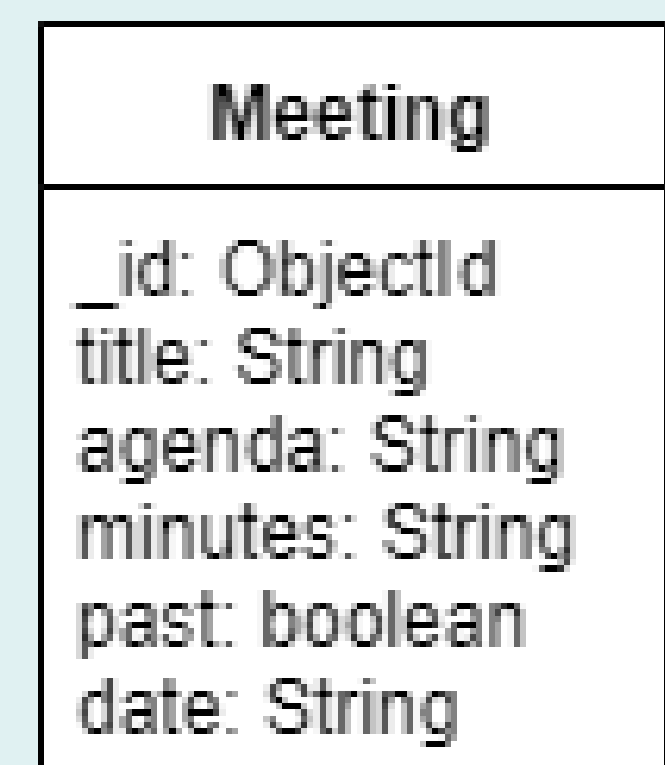 Meeting
_id: ObjectId
title: String
agenda: String
minutes: String
past: boolean
date: String